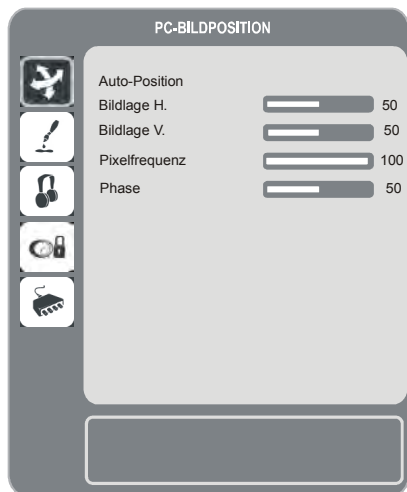 PC-BILDPOSITION
Auto-Position
Bildlage H. 50
Bildlage V. 50
Pixelfrequenz 100
Phase 50